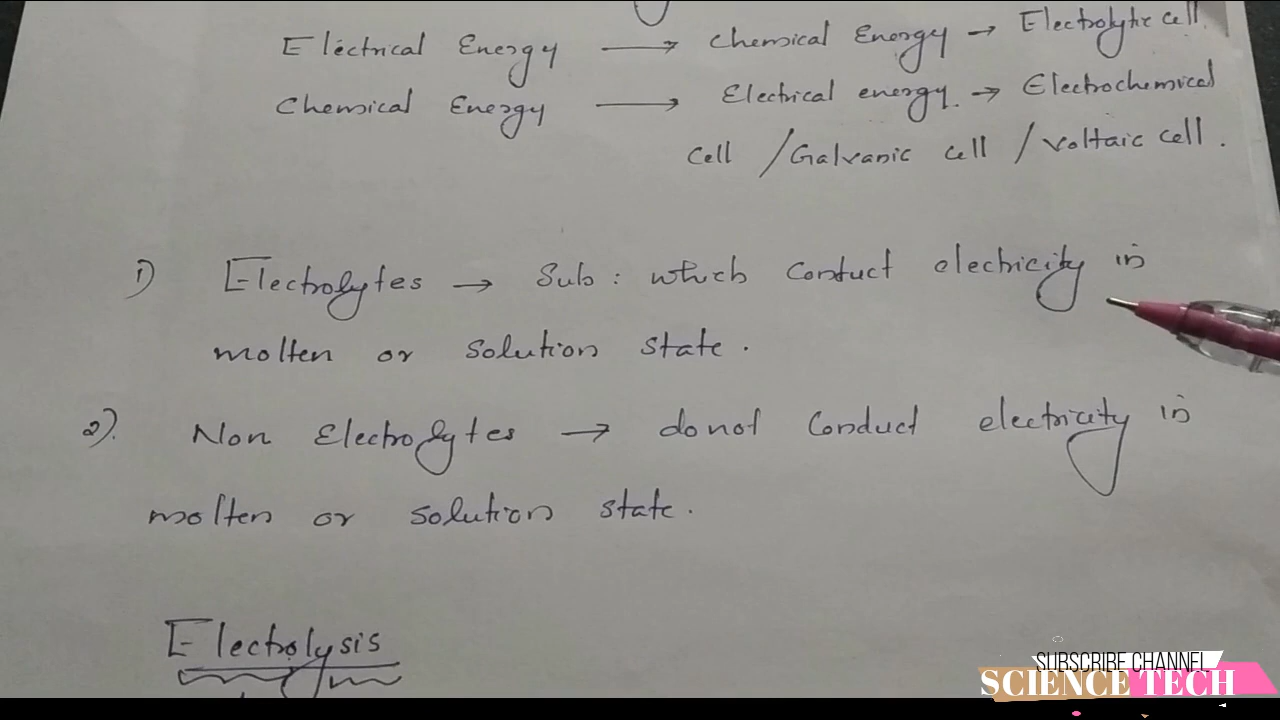 Electrical Energy → Chemical Energy → Electrolytic cell.
Chemical Energy → Electrical energy. → Electrochemical
Cell / Galvanic cell / Voltaic cell.
1) Electrolytes → Sub: which conduct electricity in
molten or solution state.
2). Non Electrolytes → do not conduct electricity in
molten or solution state.
Electrolysis
SUBSCRIBE CHANNEL
SCIENCE TECH